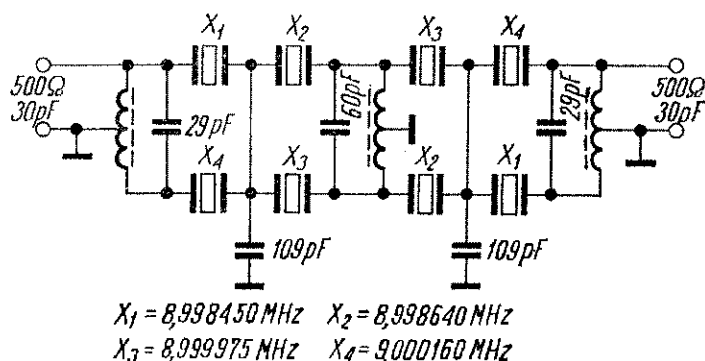 X₁ X₂ X₃ X₄
500Ω
30pF
29pF
60pF
29pF
500Ω
30pF
X₄ X₃ X₂ X₁
109pF
109pF
X₁ = 8,998450 MHz X₂ = 8,998640 MHz
X₃ = 8,999975 MHz X₄ = 9,000160 MHz